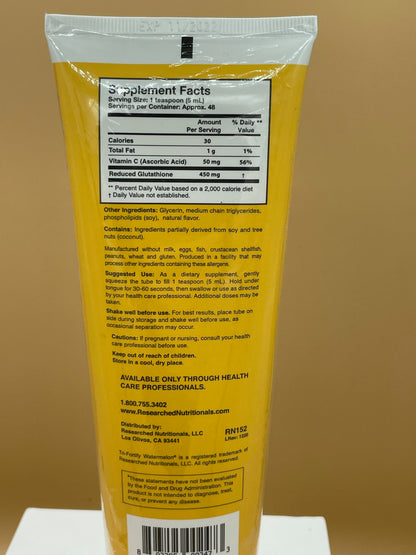 EXP 11/2022
Supplement Facts
Serving Size: 1 teaspoon (5 mL)
Servings per Container: Approx. 48
Amount Per Serving % Daily ** Value
Calories 30
Total Fat 1 g 1%
Vitamin C (Ascorbic Acid) 50 mg 56%
Reduced Glutathione 450 mg †
** Percent Daily Value based on a 2,000 calorie diet
† Daily Value not established.
Other Ingredients: Glycerin, medium chain triglycerides,
phospholipids (soy), natural flavor.
Contains: Ingredients partially derived from soy and tree
nuts (coconut).
Manufactured without milk, eggs, fish, crustacean shellfish,
peanuts, wheat and gluten. Produced in a facility that may
process other ingredients containing these allergens.
Suggested Use: As a dietary supplement, gently
squeeze the tube to fill 1 teaspoon (5 mL). Hold under
tongue for 30-60 seconds, then swallow or use as directed
by your health care professional. Additional doses may be
taken.
Shake well before use. For best results, place tube on
side during storage and shake well before use, as
occasional separation may occur.
Cautions: If pregnant or nursing, consult your health
care professional before use.
Keep out of reach of children.
Store in a cool, dry place.
AVAILABLE ONLY THROUGH HEALTH
CARE PROFESSIONALS.
1.800.755.3402
www.ResearchedNutritionals.com
Distributed by:
Researched Nutritionals, LLC
Los Olivos, CA 93441
RN152
Tri-Fortify Watermelon® is a registered trademark of
Researched Nutritionals, LLC. All rights reserved.
*These statements have not been evaluated
by the Food and Drug Administration. This
product is not intended to diagnose, treat,
cure, or prevent any disease.